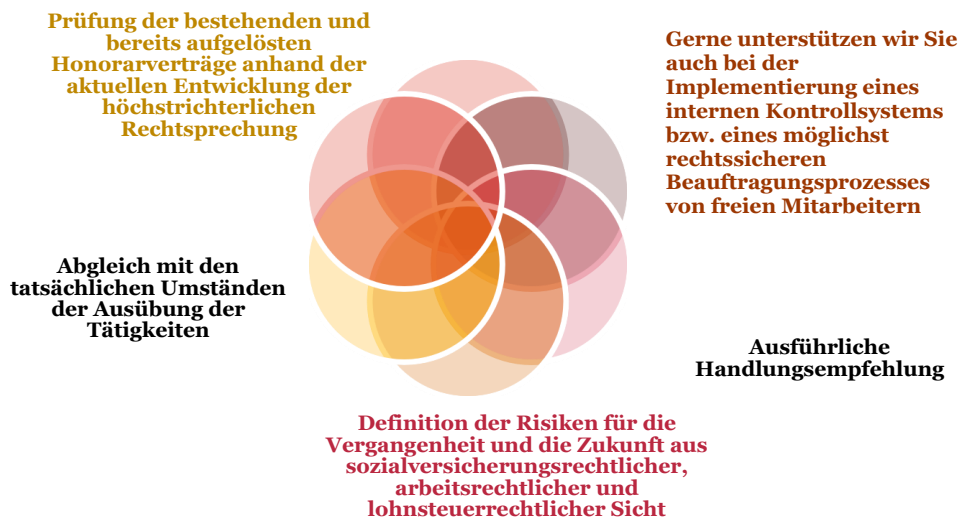 Prüfung der bestehenden und
bereits aufgelösten
Honorarverträge anhand der
aktuellen Entwicklung der
höchstrichterlichen
Rechtsprechung
Gerne unterstützen wir Sie
auch bei der
Implementierung eines
internen Kontrollsystems
bzw. eines möglichst
rechtssicheren
Beauftragungsprozesses
von freien Mitarbeitern
Abgleich mit den
tatsächlichen Umständen
der Ausübung der
Tätigkeiten
Ausführliche
Handlungsempfehlung
Definition der Risiken für die
Vergangenheit und die Zukunft aus
sozialversicherungsrechtlicher,
arbeitsrechtlicher und
lohnsteuerrechtlicher Sicht